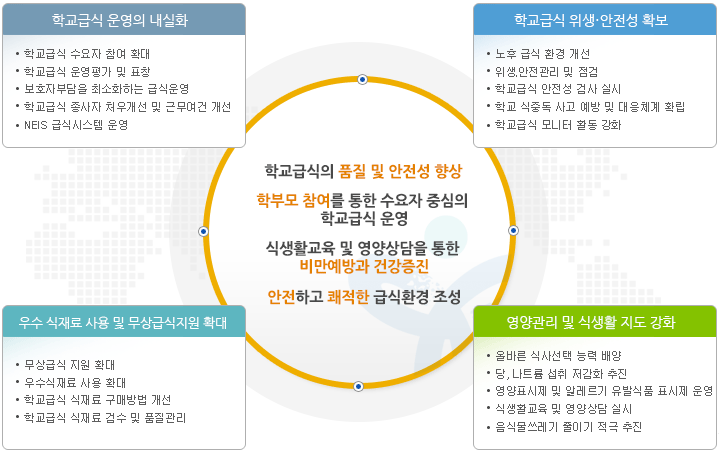 학교급식 운영의 내실화
• 학교급식 수요자 참여 확대
• 학교급식 운영평가 및 표창
• 보호자부담을 최소화하는 급식운영
• 학교급식 종사자 처우개선 및 근무여건 개선
• NEIS 급식시스템 운영
학교급식 위생·안전성 확보
• 노후 급식 환경 개선
• 위생,안전관리 및 점검
• 학교급식 안전성 검사 실시
• 학교 식중독 사고 예방 및 대응체계 확립
• 학교급식 모니터 활동 강화
학교급식의 품질 및 안전성 향상
학부모 참여를 통한 수요자 중심의
학교급식 운영
식생활교육 및 영양상담을 통한
비만예방과 건강증진
안전하고 쾌적한 급식환경 조성
우수 식재료 사용 및 무상급식지원 확대
• 무상급식 지원 확대
• 우수식재료 사용 확대
• 학교급식 식재료 구매방법 개선
• 학교급식 식재료 검수 및 품질관리
영양관리 및 식생활 지도 강화
• 올바른 식사선택 능력 배양
• 당, 나트륨 섭취 저감화 추진
• 영양표시제 및 알레르기 유발식품 표시제 운영
• 식생활교육 및 영양상담 실시
• 음식물쓰레기 줄이기 적극 추진